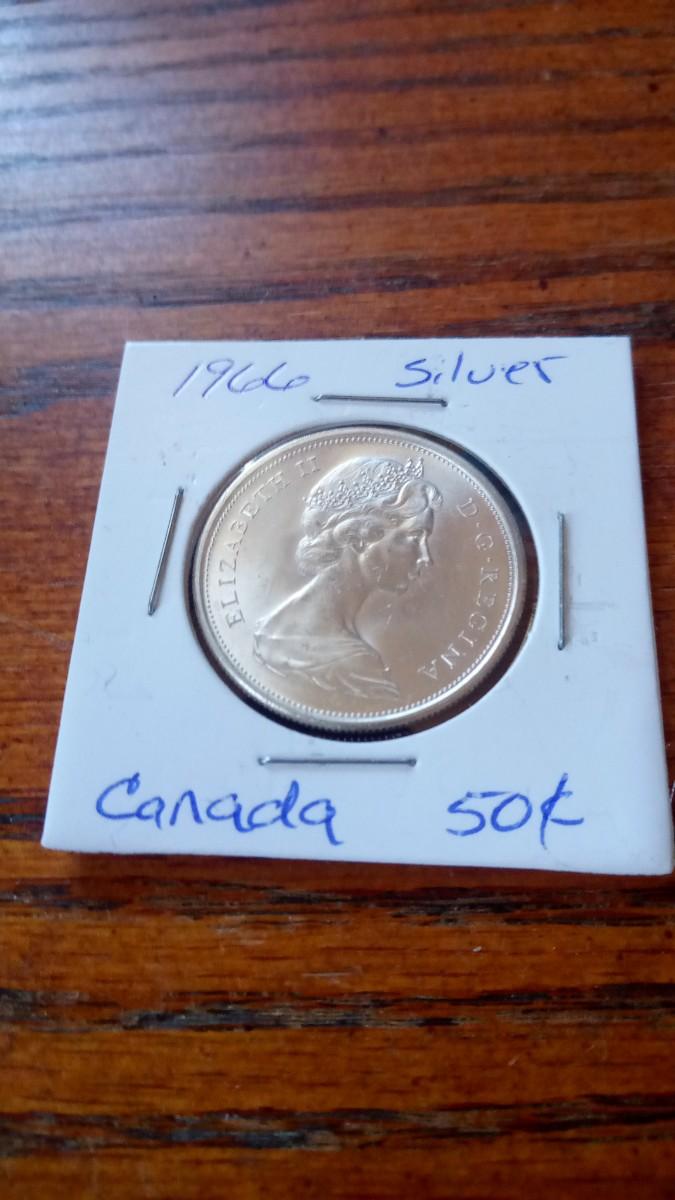 1966 Silver
ELIZABETH II D·G·REGINA
Canada 50¢